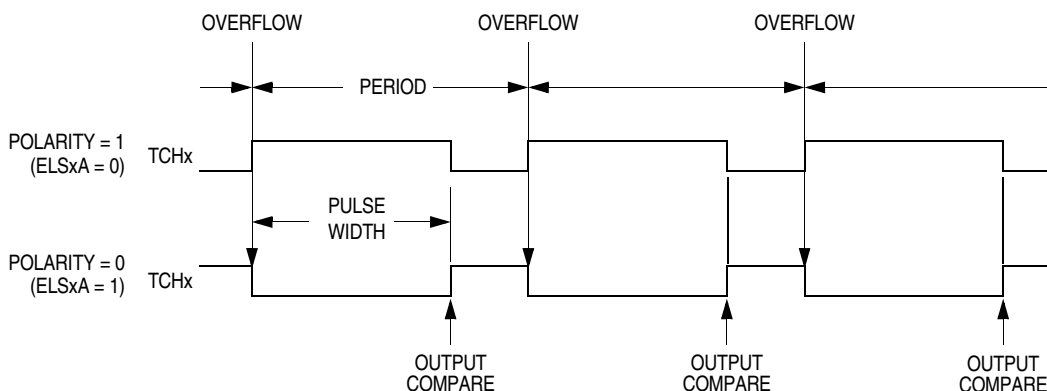 OVERFLOW OVERFLOW OVERFLOW
PERIOD
POLARITY = 1
(ELSxA = 0)
TCHx
PULSE
WIDTH
POLARITY = 0
(ELSxA = 1)
TCHx
OUTPUT
COMPARE
OUTPUT
COMPARE
OUTPUT
COMPARE